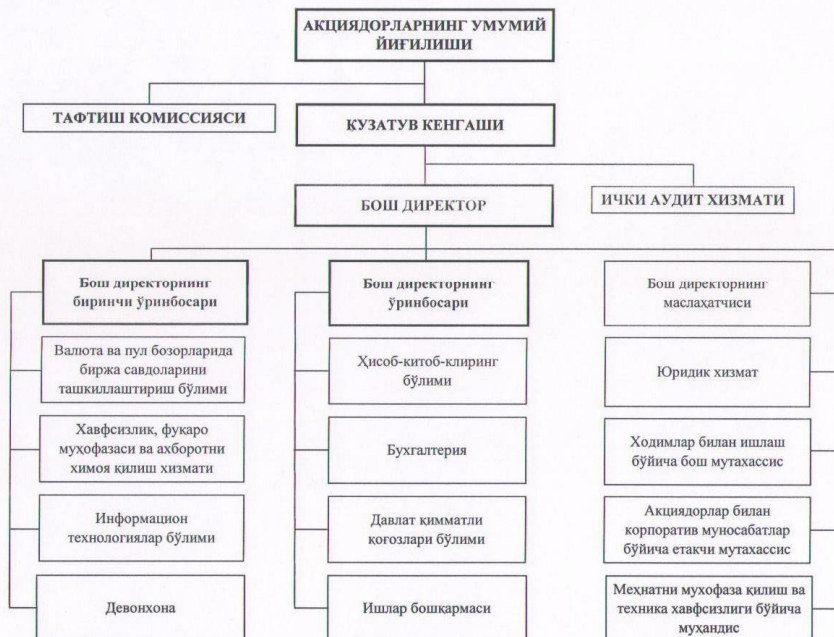 АКЦИЯДОРЛАРНИНГ УМУМИЙ
ЙИҒИЛИШИ
ТАФТИШ КОМИССИЯСИ
КУЗАТУВ КЕНГАШИ
БОШ ДИРЕКТОР
ИЧКИ АУДИТ ХИЗМАТИ
Бош директорнинг
биринчи ўринбосари
Валюта ва пул бозорларида
биржа савдоларини
ташкиллаштириш бўлими
Хавфсизлик, фуқаро
муҳофазаси ва ахборотни
химоя қилиш хизмати
Информацион
технологиялар бўлими
Девонхона
Бош директорнинг
ўринбосари
Ҳисоб-китоб-клиринг
бўлими
Бухгалтерия
Давлат қимматли
қоғозлари бўлими
Ишлар бошқармаси
Бош директорнинг
маслаҳатчиси
Юридик хизмат
Ходимлар билан ишлаш
бўйича бош мутахассис
Акциядорлар билан
корпоратив муносабатлар
бўйича етакчи мутахассис
Меҳнатни мухофаза қилиш ва
техника хавфсизлиги бўйича
муҳандис